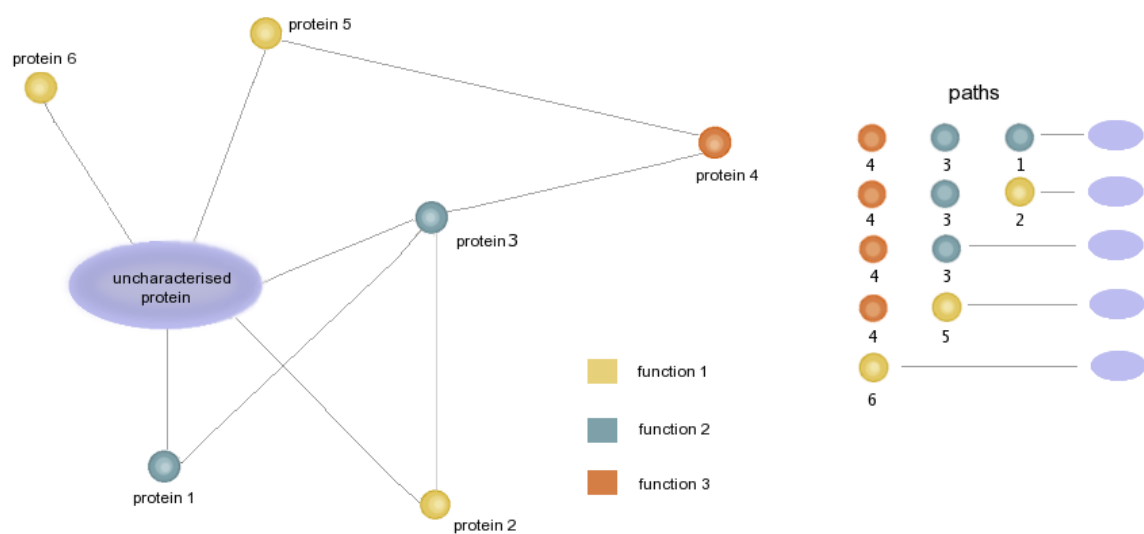 protein 5
protein 6
paths
protein 4
protein 3
uncharacterised
protein
protein 1
protein 2
function 1
function 2
function 3
4 3 1
4 3 2
4 3
4 5
6